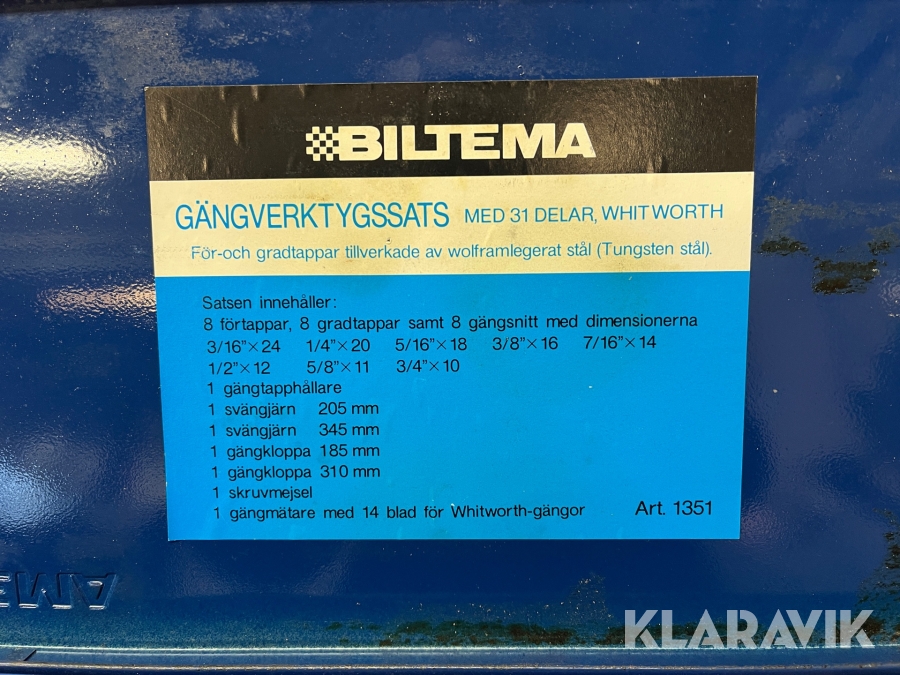 BILTEMA
GÄNGVERKTYGSSATS MED 31 DELAR, WHITWORTH
För-och gradtappar tillverkade av wolframlegerat stål (Tungsten stål).
Satsen innehåller:
8 förtappar, 8 gradtappar samt 8 gängsnitt med dimensionerna
3/16"×24 1/4"×20 5/16"×18 3/8"×16 7/16"×14
1/2"×12 5/8"×11 3/4"×10
1 gängtapphållare
1 svängjärn 205 mm
1 svängjärn 345 mm
1 gängkloppa 185 mm
1 gängkloppa 310 mm
1 skruvmejsel
1 gängmätare med 14 blad för Whitworth-gängor Art. 1351
KLARAVIK